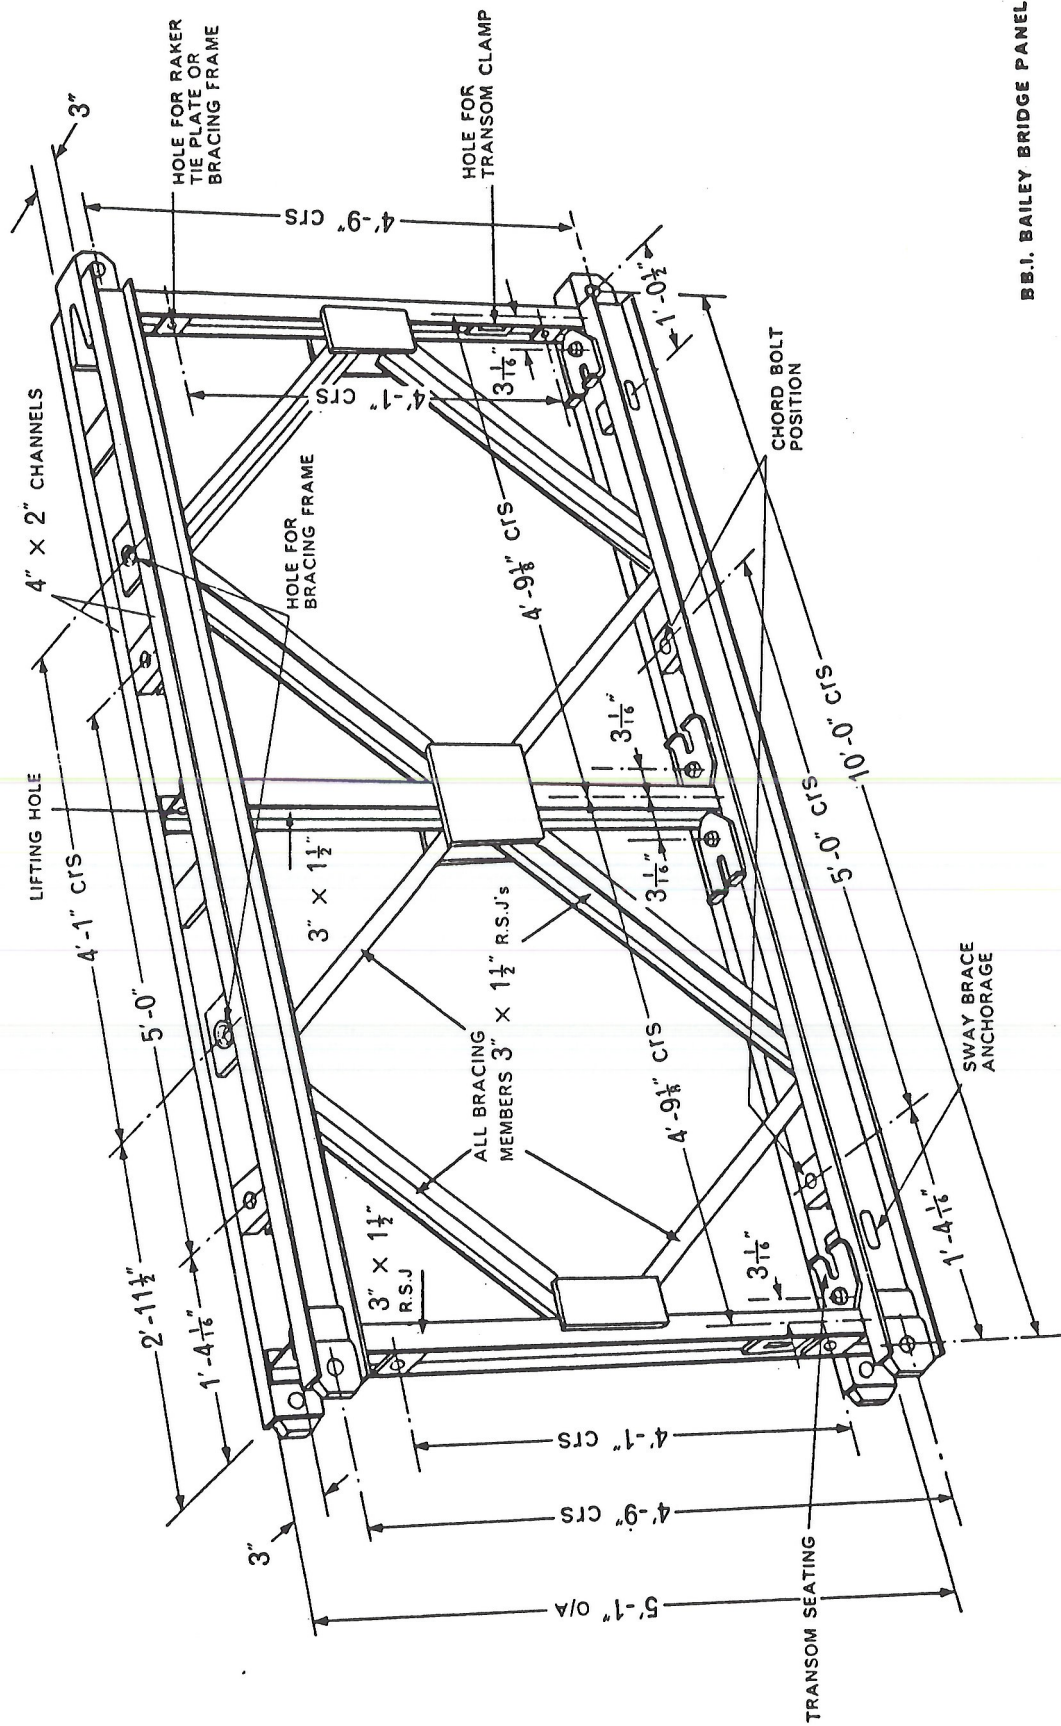 LIFTING HOLE
4" × 2" CHANNELS
3"
HOLE FOR RAKER
TIE PLATE OR
BRACING FRAME
4'-1" crs
5'-0"
2'-11½"
1'-4 1/16"
HOLE FOR
BRACING FRAME
4'-9" crs
4'-1" crs
HOLE FOR
TRANSOM CLAMP
3 1/16"
1'-0½"
3" × 1½"
R.S.J
3" × 1½"
ALL BRACING
MEMBERS 3" × 1½" R.S.J's
4'-9⅛" crs
4'-9⅛" crs
3 1/16"
3 1/16"
3 1/16"
CHORD BOLT
POSITION
3"
4'-1" crs
4'-9" crs
5'-1" O/A
TRANSOM SEATING
SWAY BRACE
ANCHORAGE
1'-4 1/16"
5'-0" crs
10'-0" crs
BB.I. BAILEY BRIDGE PANEL